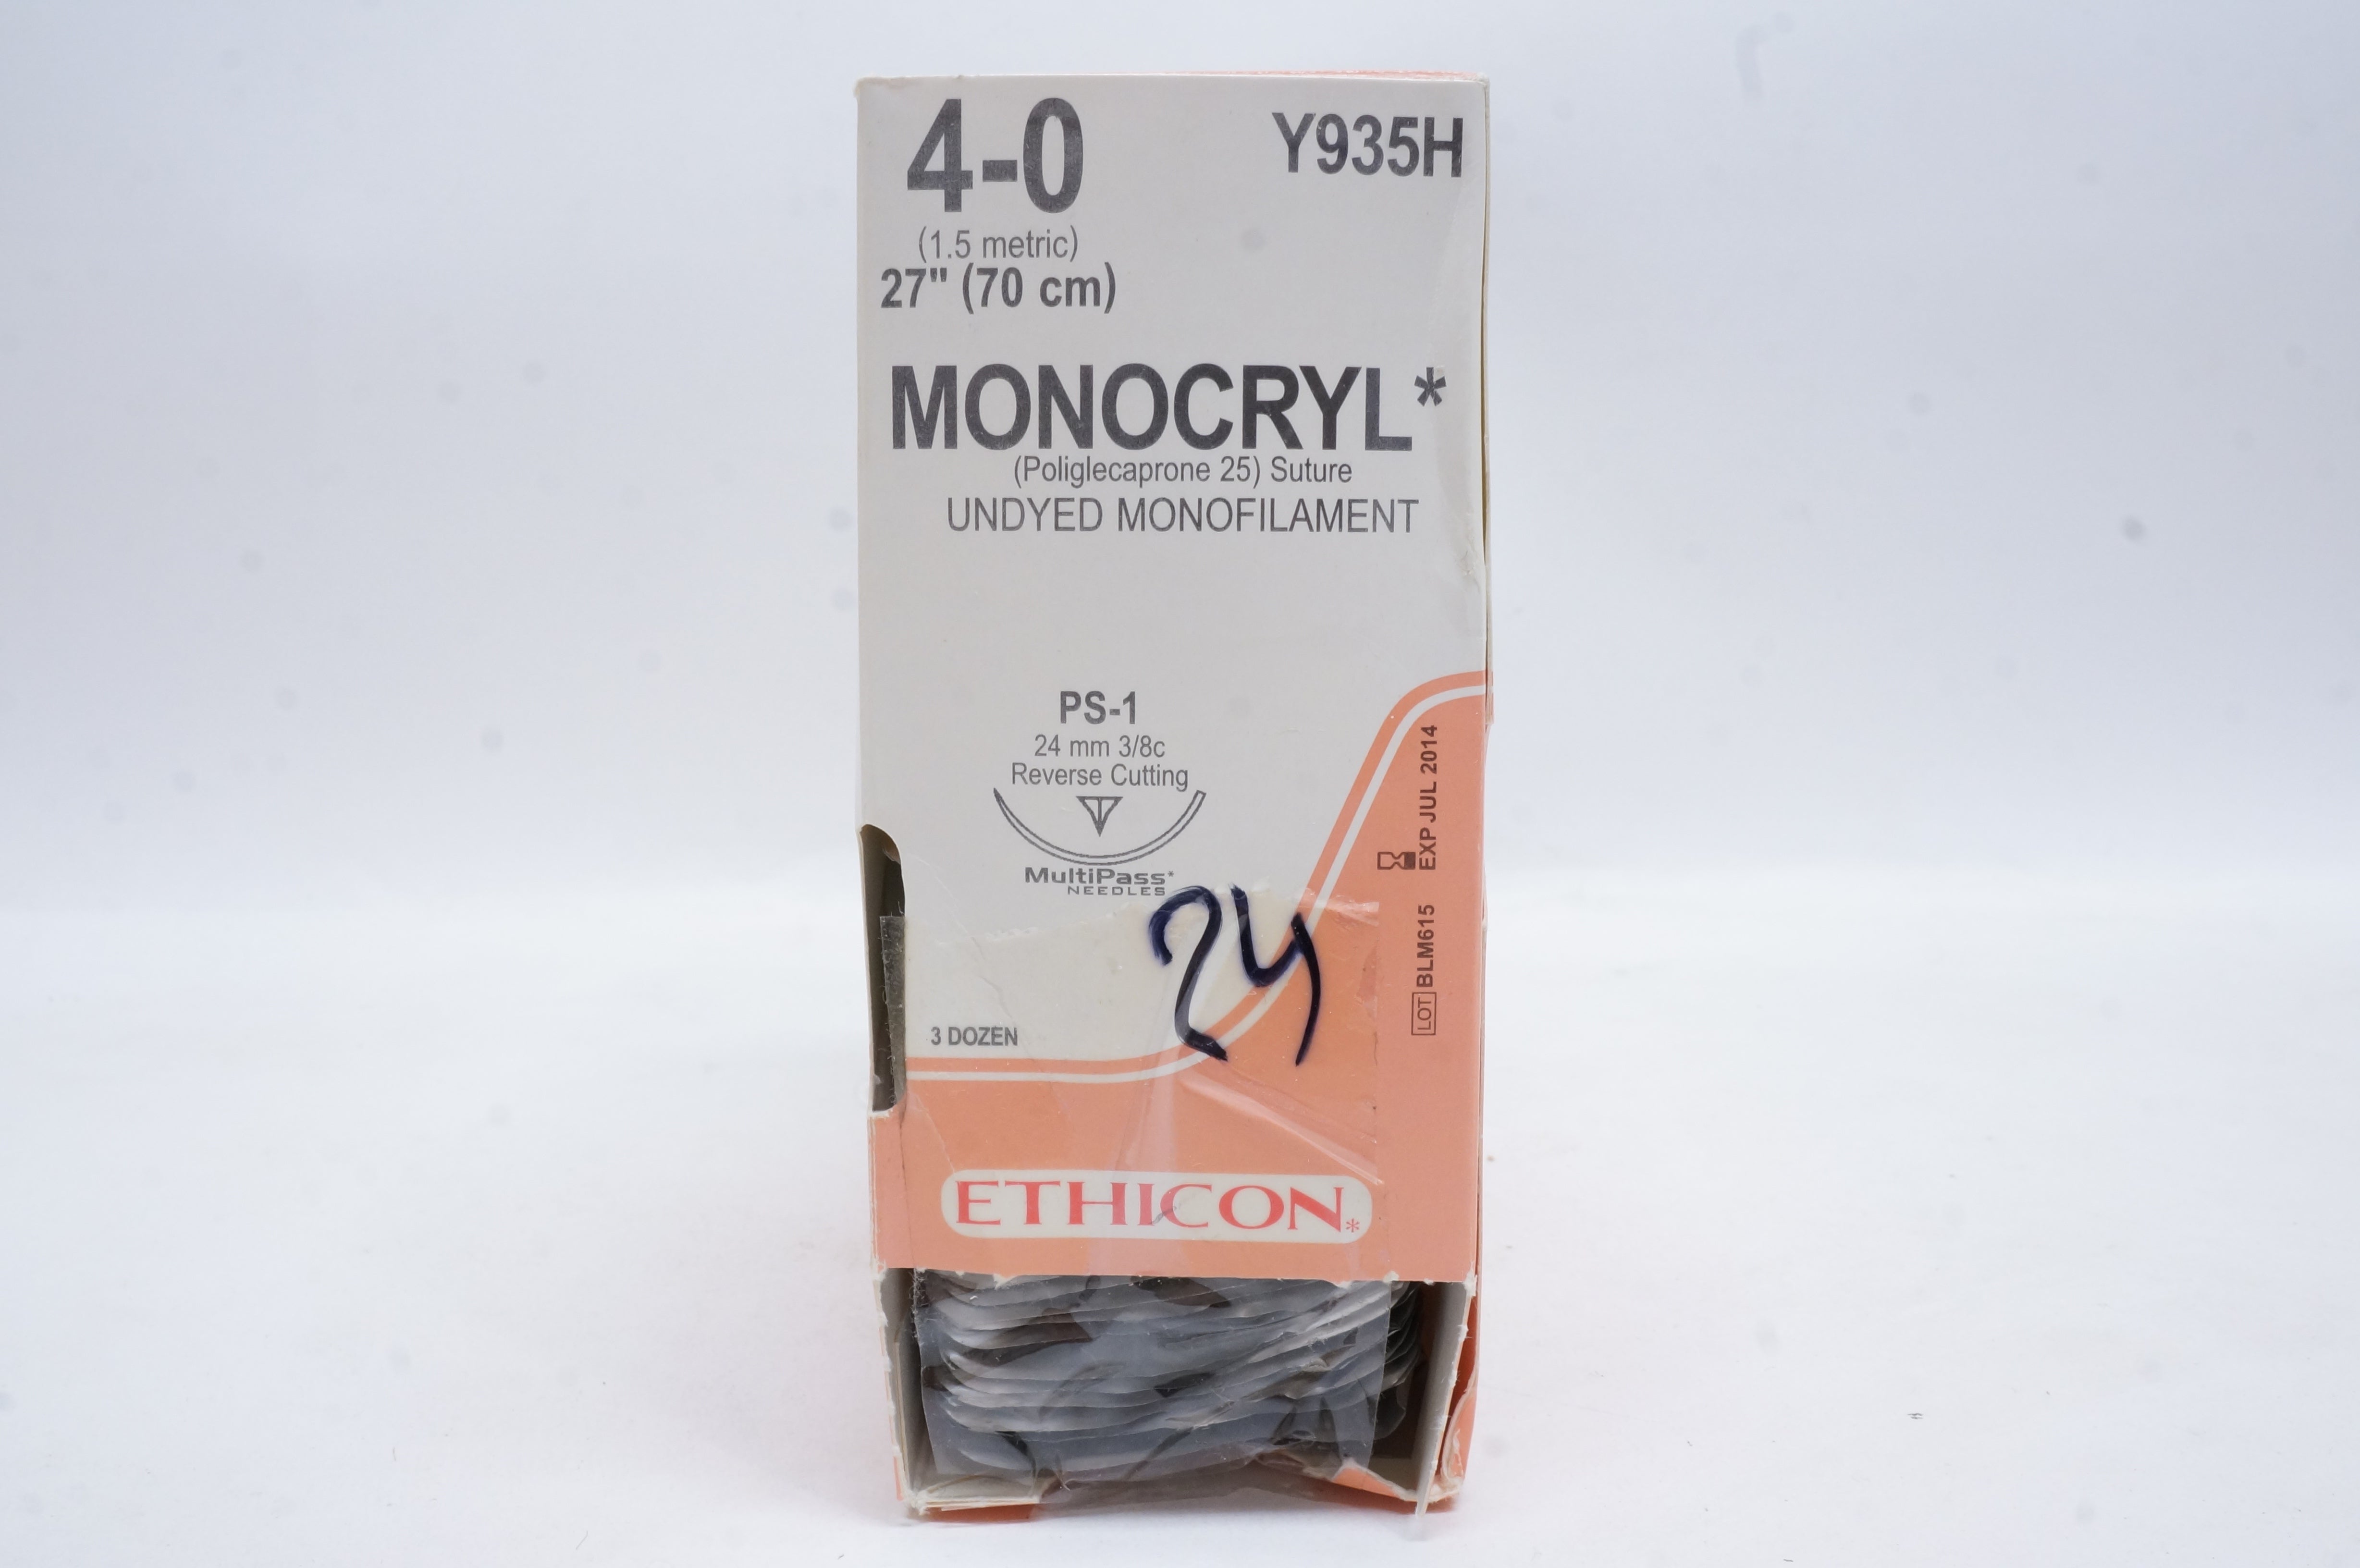 4-0
Y935H
(1.5 metric)
27" (70 cm)
MONOCRYL*
(Poliglecaprone 25) Suture
UNDYED MONOFILAMENT
PS-1
24 mm 3/8c
Reverse Cutting
MultiPass*
NEEDLES
24
3 DOZEN
EXP JUL 2014
LOT BLM615
ETHICON*